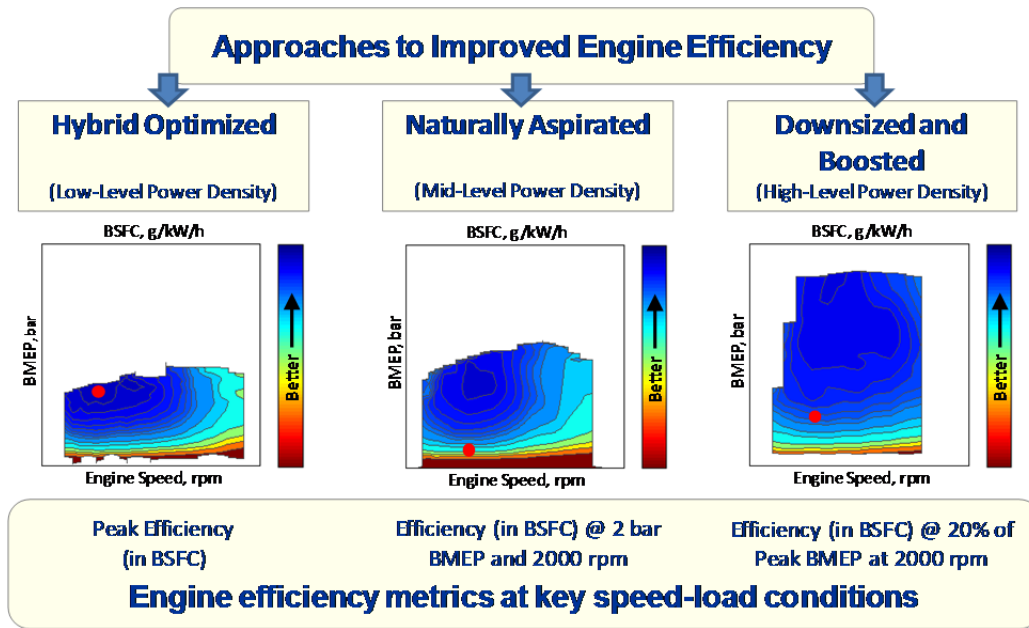 Approaches to Improved Engine Efficiency
Hybrid Optimized
(Low-Level Power Density)
Naturally Aspirated
(Mid-Level Power Density)
Downsized and
Boosted
(High-Level Power Density)
BSFC, g/kW/h
BMEP, bar
Better
Engine Speed, rpm
BSFC, g/kW/h
BMEP, bar
Better
Engine Speed, rpm
BSFC, g/kW/h
BMEP, bar
Better
Engine Speed, rpm
Peak Efficiency
(in BSFC)
Efficiency (in BSFC) @ 2 bar
BMEP and 2000 rpm
Efficiency (in BSFC) @ 20% of
Peak BMEP at 2000 rpm
Engine efficiency metrics at key speed-load conditions